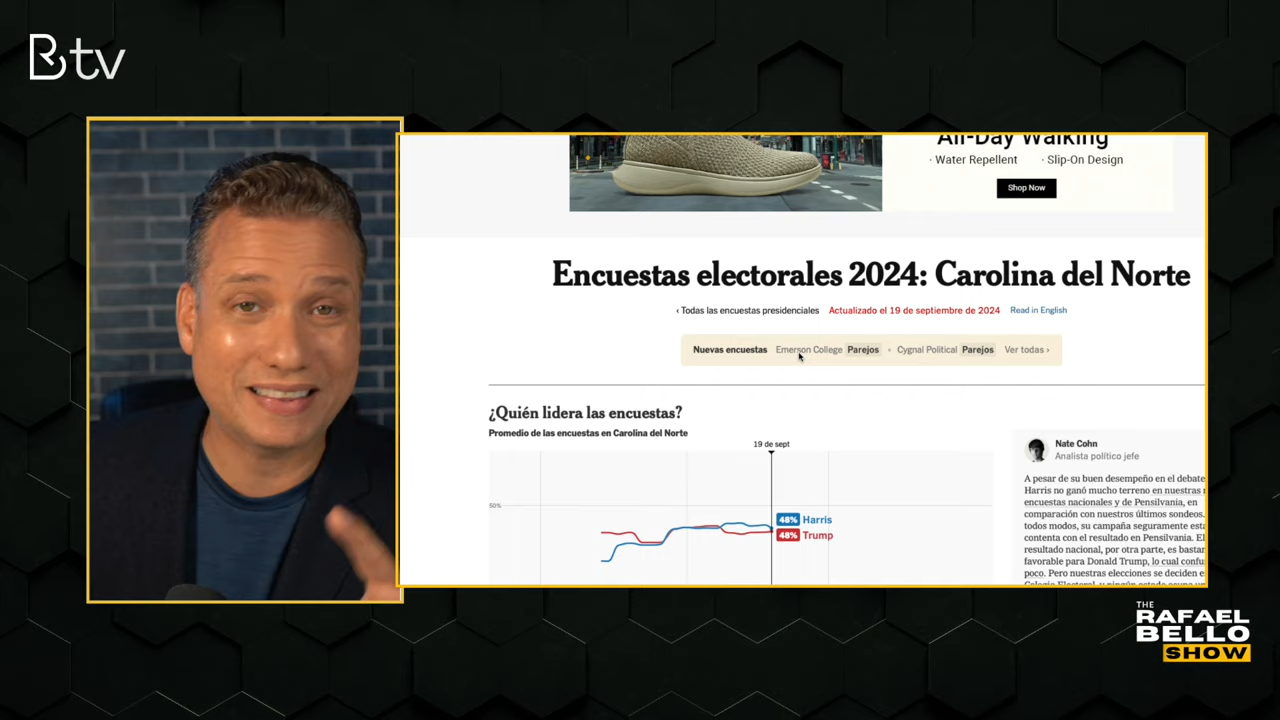 Btv
All-Day Walking
· Water Repellent
· Slip-On Design
Shop Now
Encuestas electorales 2024: Carolina del Norte
‹ Todas las encuestas presidenciales Actualizado el 19 de septiembre de 2024 Read in English
Nuevas encuestas Emerson College Parejos • Cygnal Political Parejos Ver todas ›
¿Quién lidera las encuestas?
Promedio de las encuestas en Carolina del Norte
19 de sept
50%
48% Harris
48% Trump
Nate Cohn
Analista político jefe
A pesar de su buen desempeño en el debate
Harris no ganó mucho terreno en nuestras
encuestas nacionales y de Pensilvania, en
comparación con nuestros últimos sondeos.
todos modos, su campaña seguramente est
contenta con el resultado en Pensilvania. E
resultado nacional, por otra parte, es bastan
favorable para Donald Trump, lo cual confu
poco. Pero nuestras elecciones se deciden e
THE
RAFAEL
BELLO
SHOW